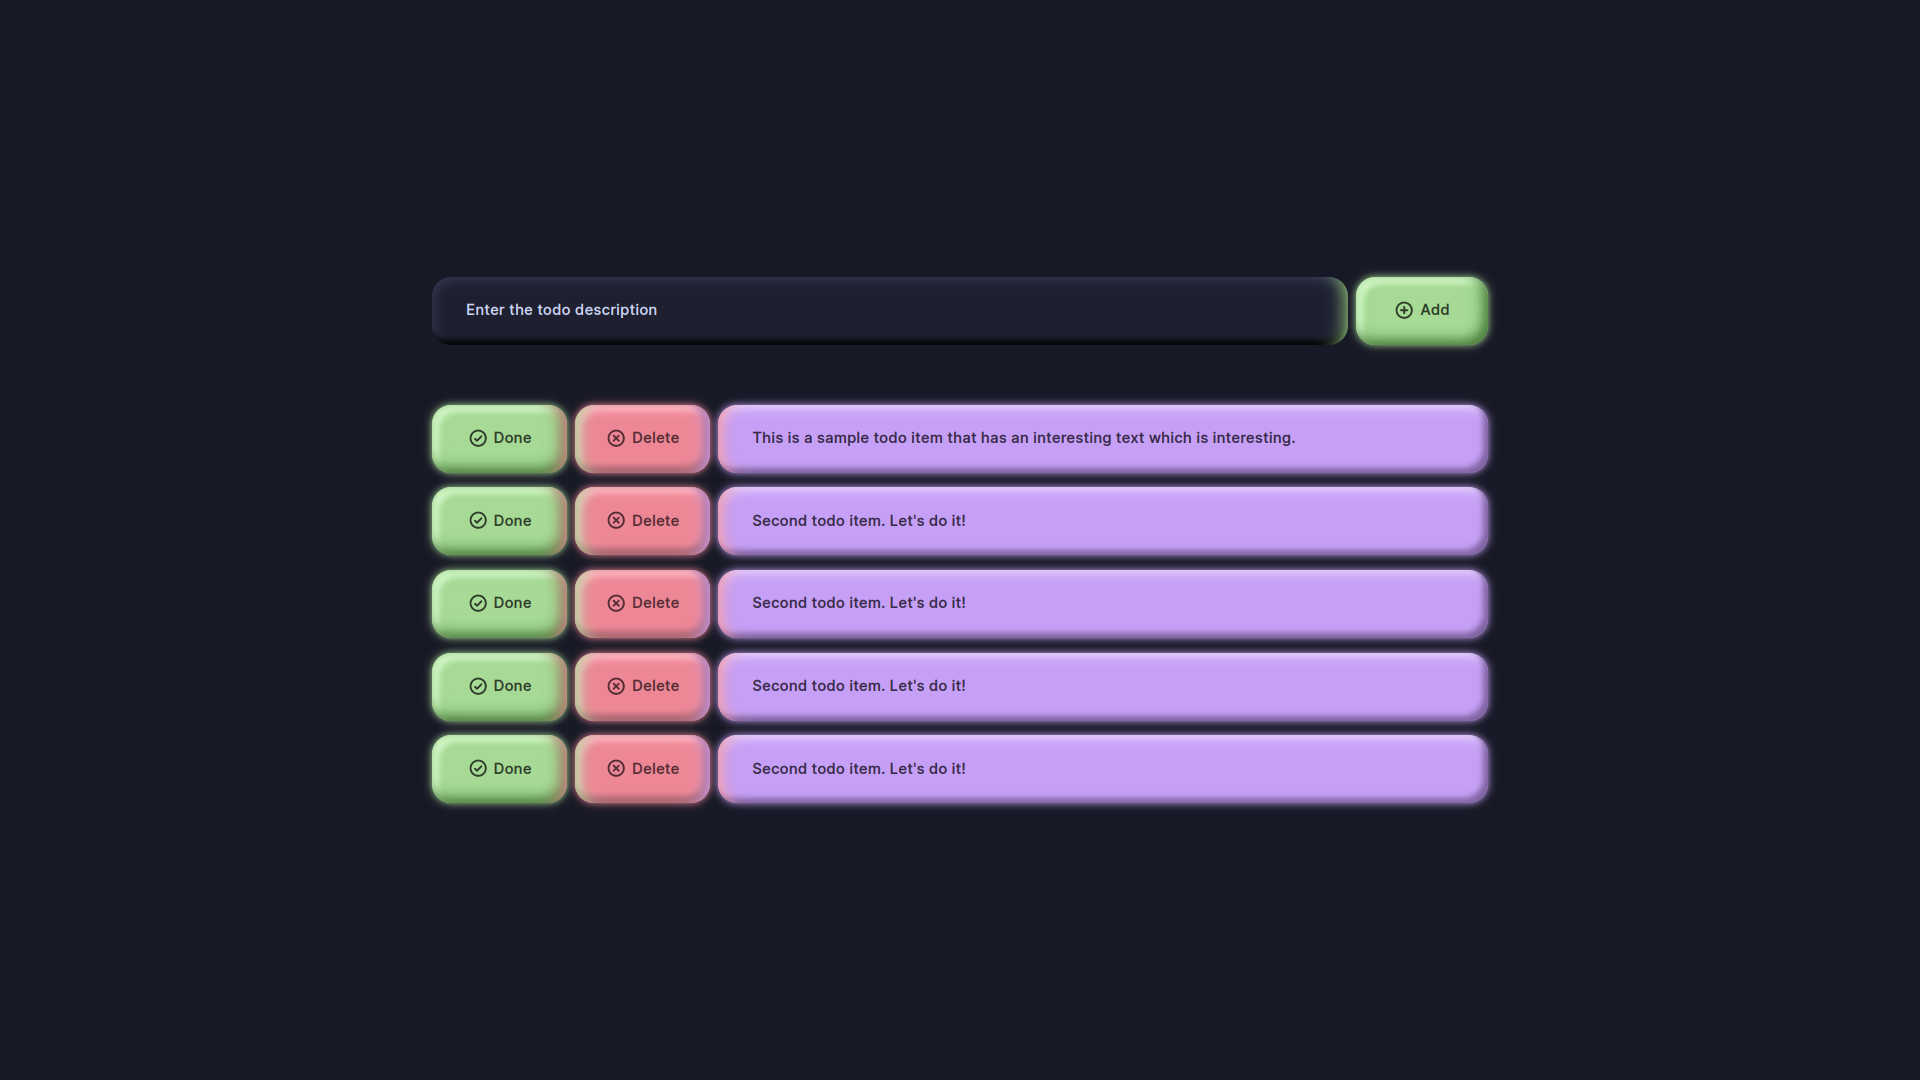 Enter the todo description
Add
Done
Delete
This is a sample todo item that has an interesting text which is interesting.
Done
Delete
Second todo item. Let's do it!
Done
Delete
Second todo item. Let's do it!
Done
Delete
Second todo item. Let's do it!
Done
Delete
Second todo item. Let's do it!